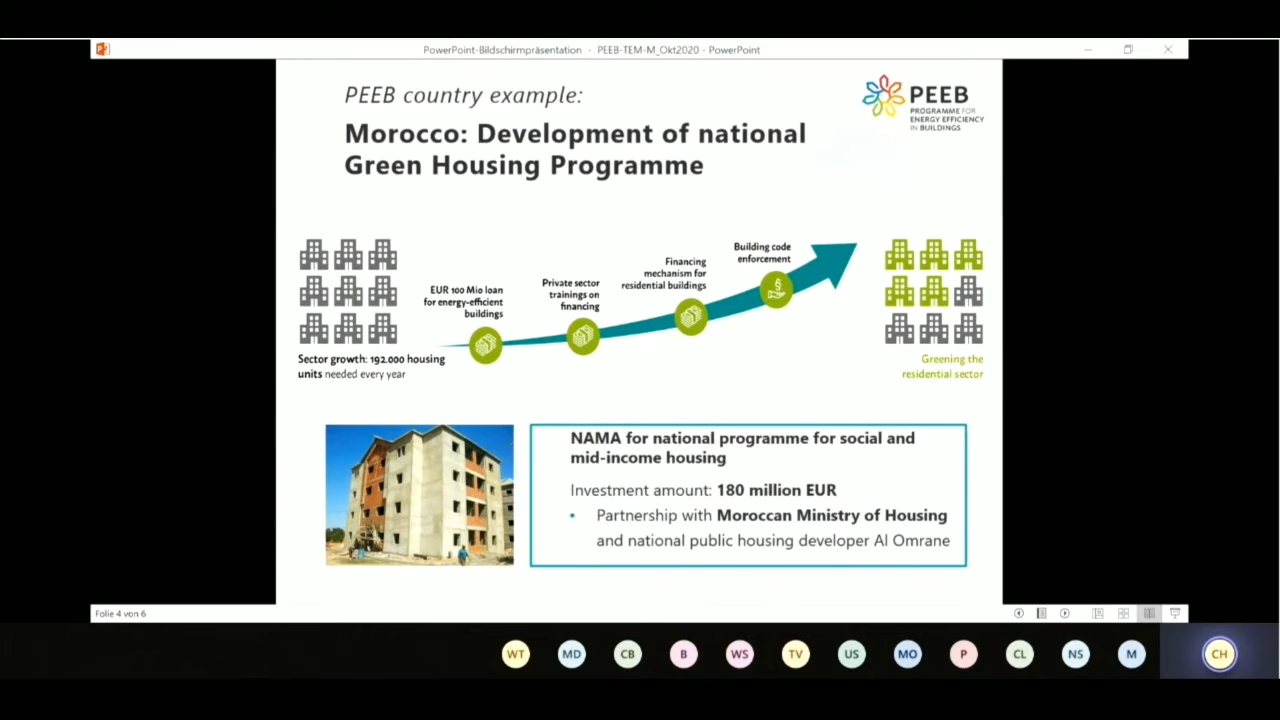 PowerPoint-Bildschirmpräsentation - PEEB-TEM-M_Okt2020 - PowerPoint
PEEB country example:
Morocco: Development of national
Green Housing Programme
PEEB
PROGRAMME FOR
ENERGY EFFICIENCY
IN BUILDINGS
EUR 100 Mio loan
for energy-efficient
buildings
Private sector
trainings on
financing
Financing
mechanism for
residential buildings
Building code
enforcement
§
Sector growth: 192.000 housing
units needed every year
Greening the
residential sector
NAMA for national programme for social and
mid-income housing
Investment amount: 180 million EUR
• Partnership with Moroccan Ministry of Housing
and national public housing developer Al Omrane
Folie 4 von 6
WT MD CB B WS TV US MO P CL NS M CH